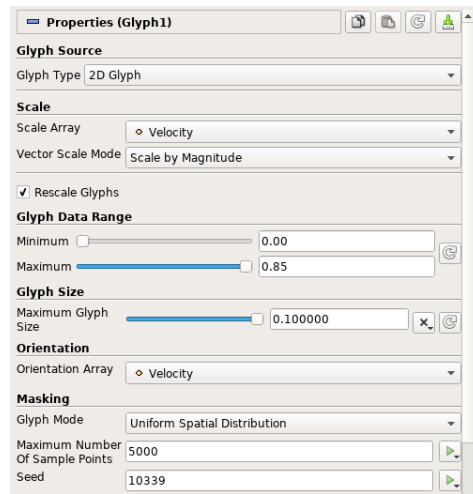 Properties (Glyph1)
Glyph Source
Glyph Type 2D Glyph
Scale
Scale Array Velocity
Vector Scale Mode Scale by Magnitude
Rescale Glyphs
Glyph Data Range
Minimum 0.00
Maximum 0.85
Glyph Size
Maximum Glyph
Size 0.100000
Orientation
Orientation Array Velocity
Masking
Glyph Mode Uniform Spatial Distribution
Maximum Number
Of Sample Points 5000
Seed 10339